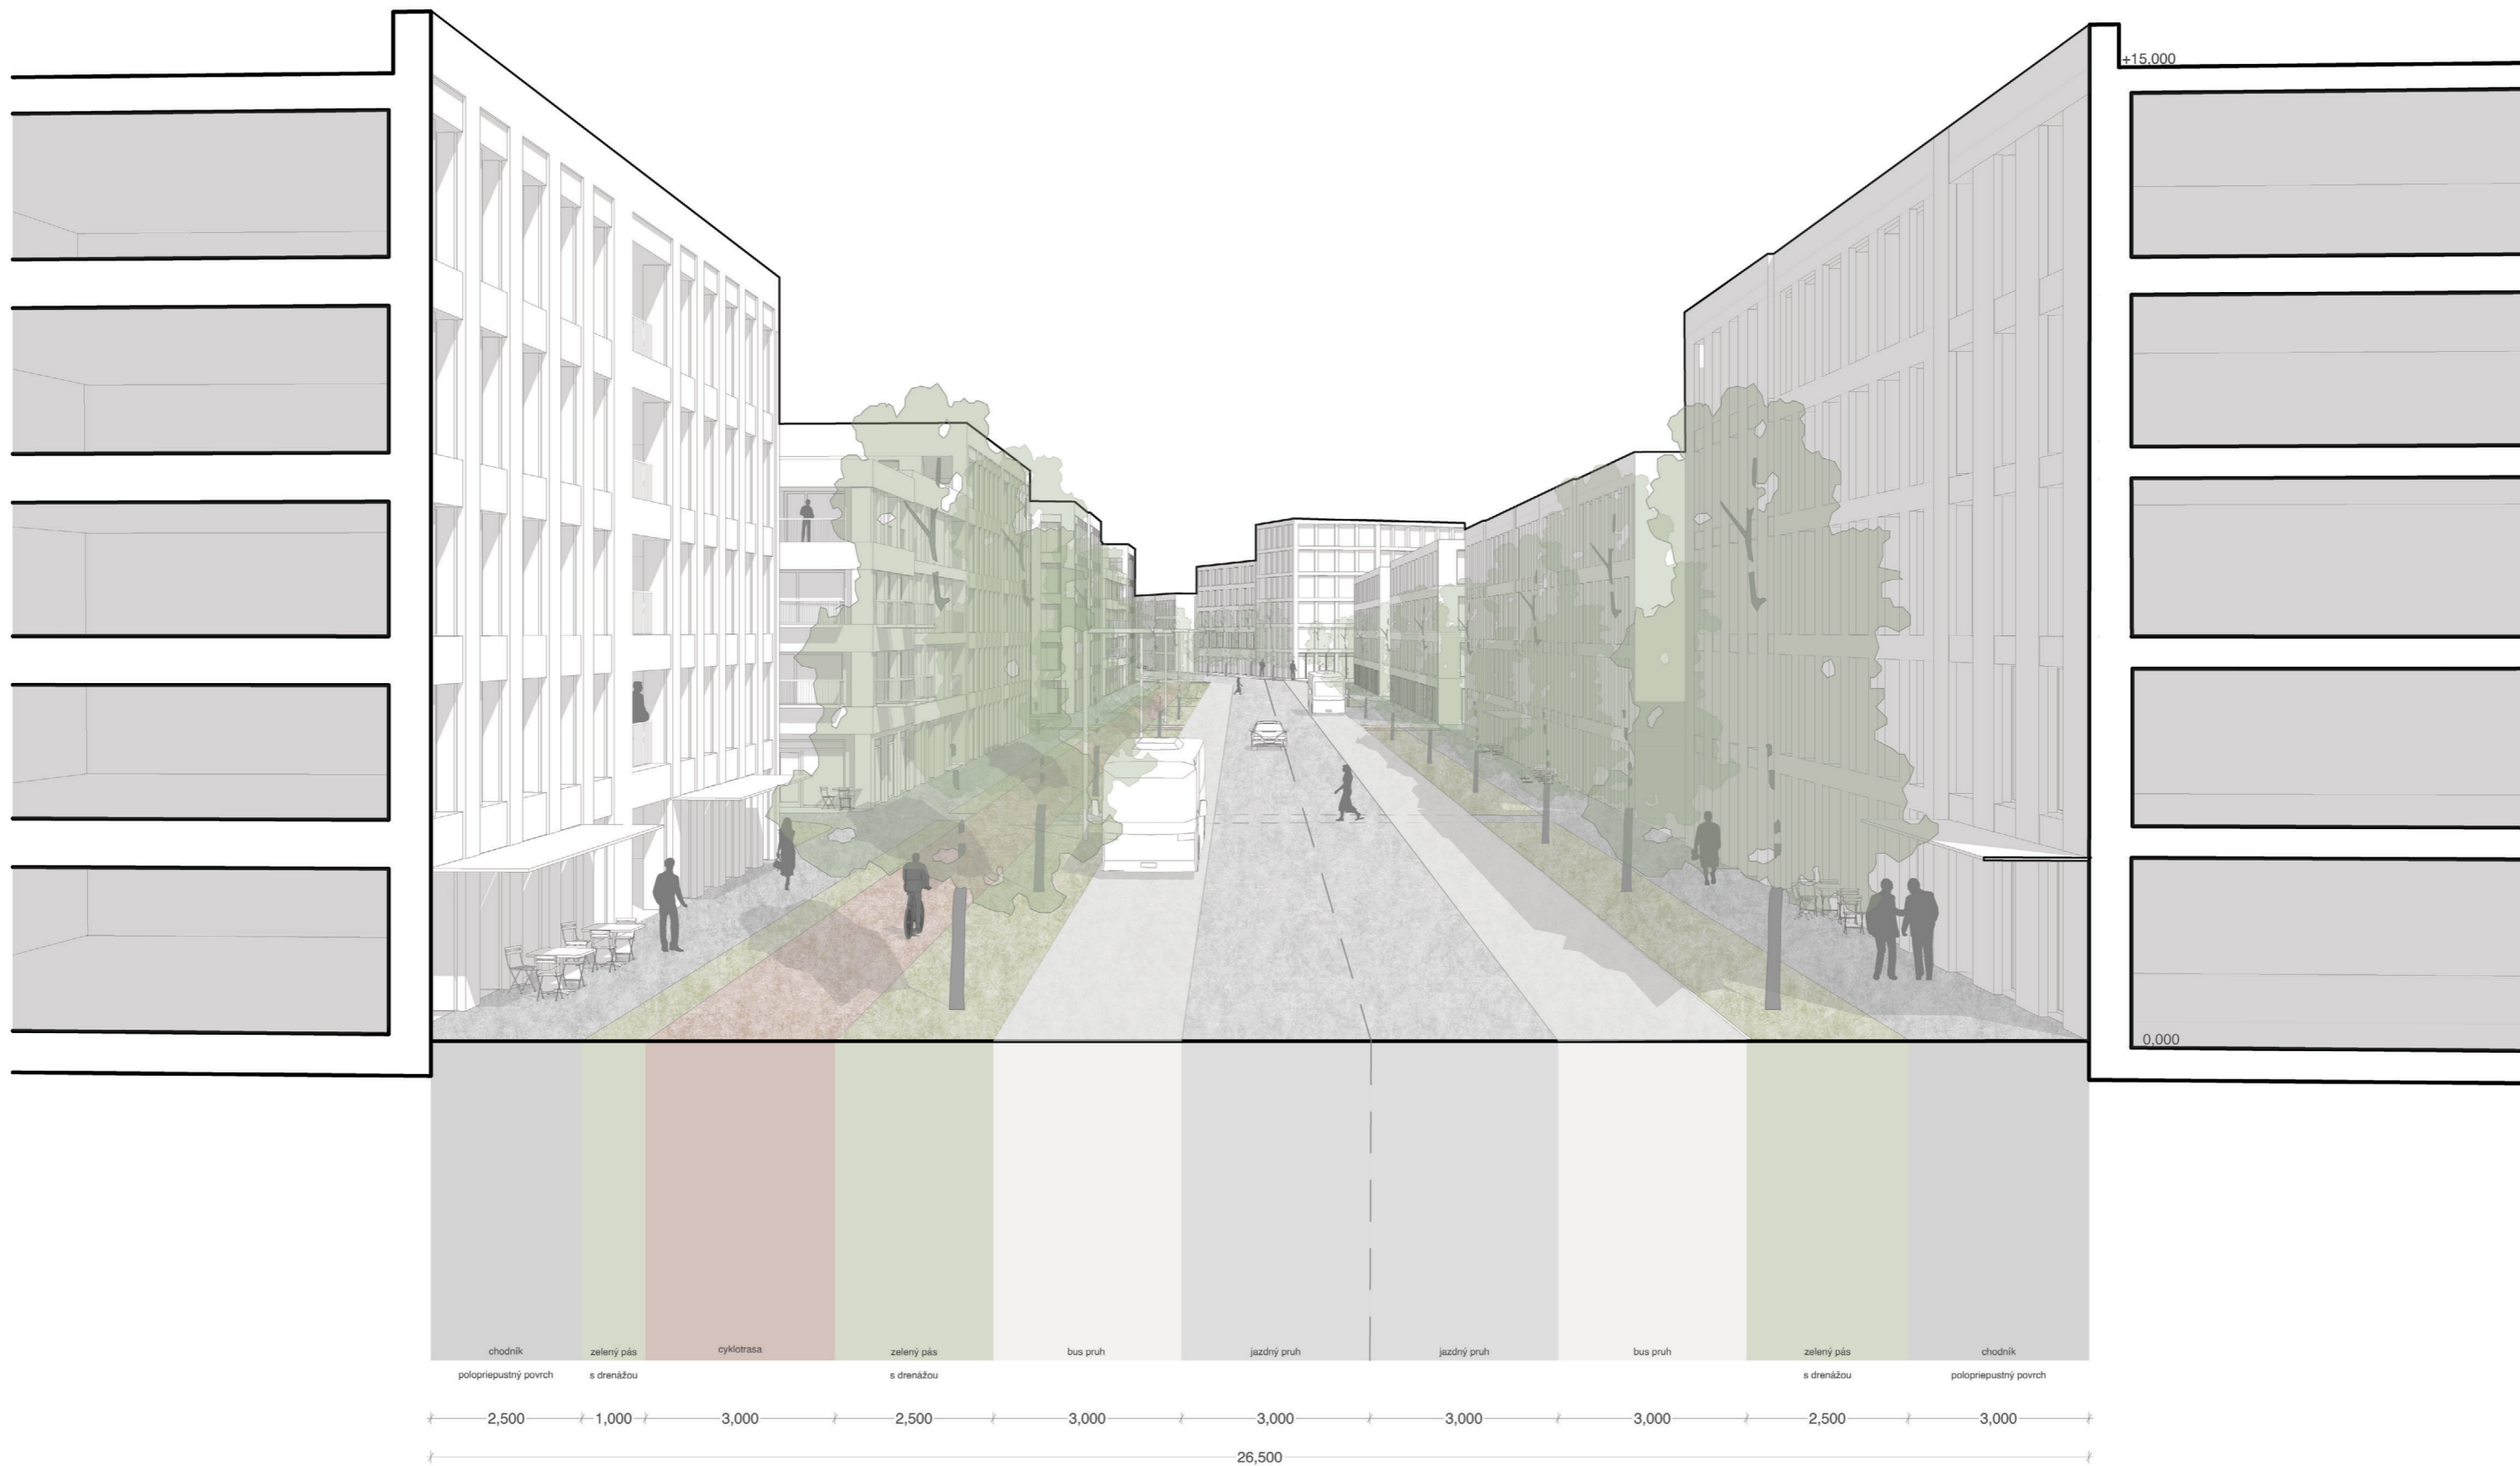 +15,000
0,000
chodník
zelený pás
cyklotrasa
zelený pás
bus pruh
jazdný pruh
jazdný pruh
bus pruh
zelený pás
chodník
polopriepustný povrch
s drenážou
s drenážou
s drenážou
polopriepustný povrch
2,500
1,000
3,000
2,500
3,000
3,000
3,000
3,000
2,500
3,000
26,500